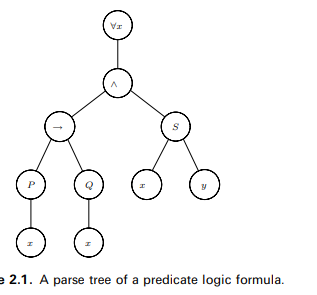 ∀x
∧
→ S
P Q x y
x x
e 2.1. A parse tree of a predicate logic formula.